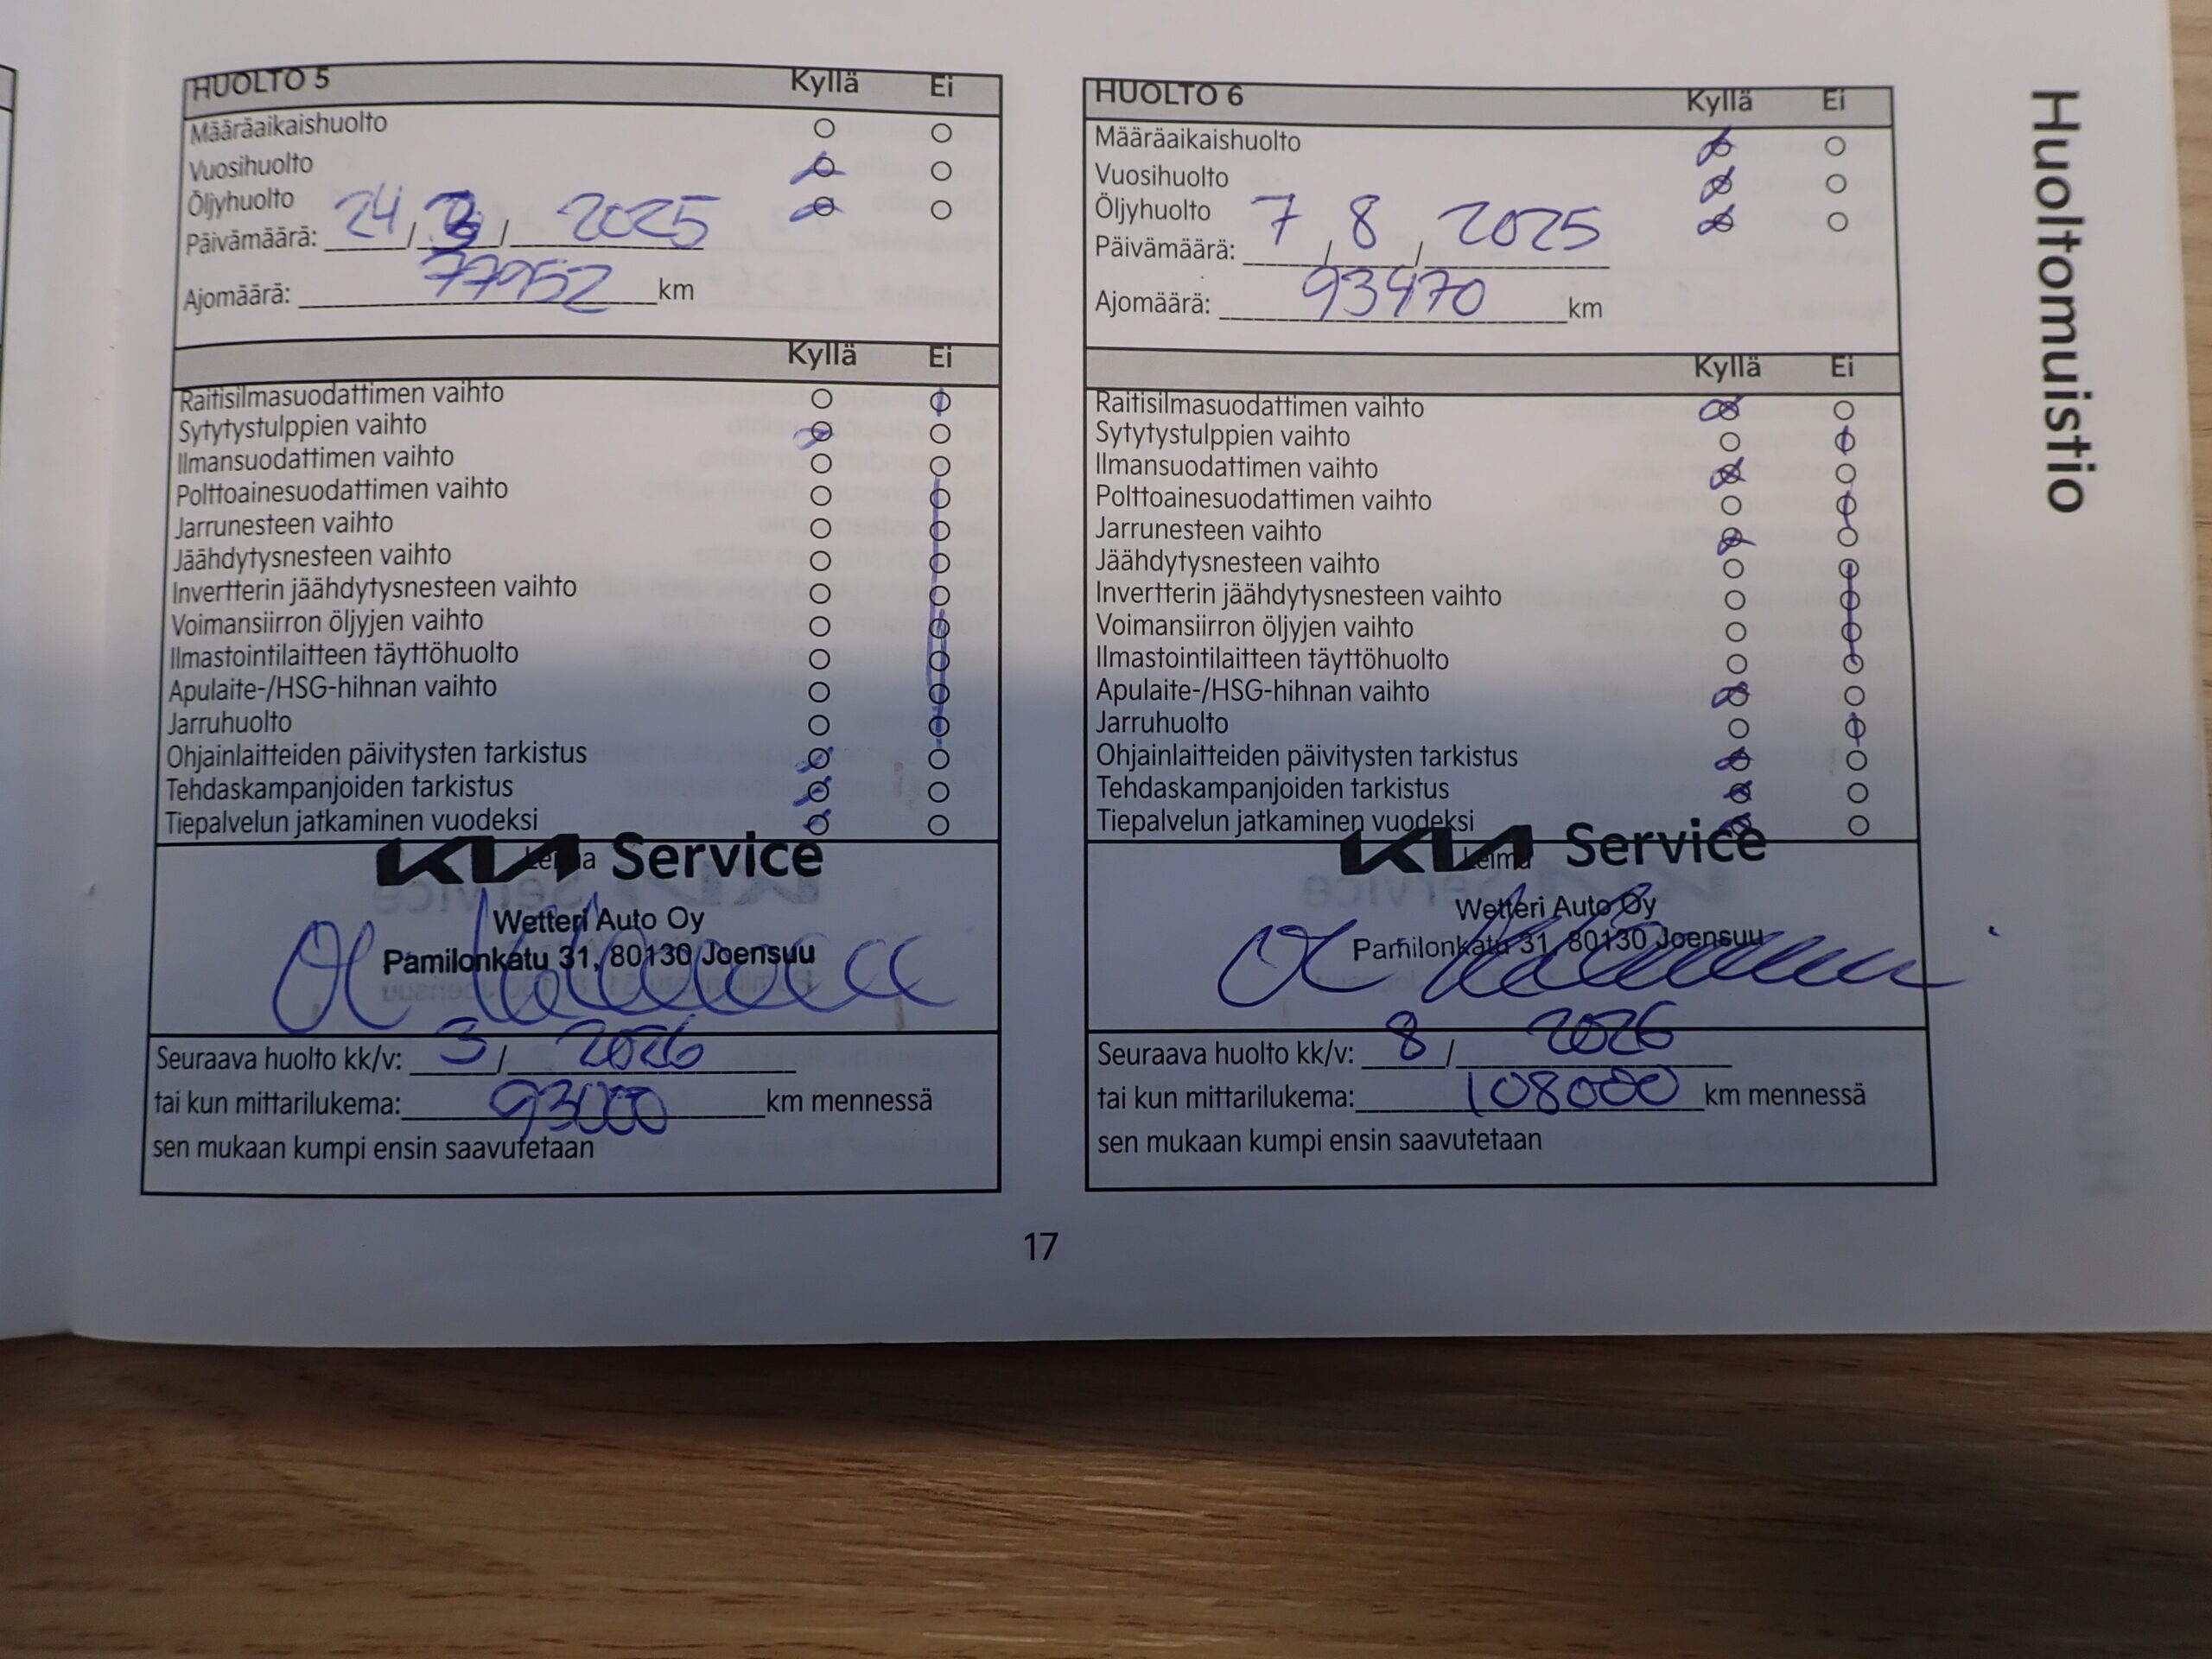 HUOLTO 5 Kyllä Ei
Määräaikaishuolto
Vuosihuolto
Öljyhuolto
Päivämäärä: 24 / 3 / 2025
Ajomäärä: 77952 km
Kyllä Ei
Raitisilmasuodattimen vaihto
Sytytystulppien vaihto
Ilmansuodattimen vaihto
Polttoainesuodattimen vaihto
Jarrunesteen vaihto
Jäähdytysnesteen vaihto
Invertterin jäähdytysnesteen vaihto
Voimansiirron öljyjen vaihto
Ilmastointilaitteen täyttöhuolto
Apulaite-/HSG-hihnan vaihto
Jarruhuolto
Ohjainlaitteiden päivitysten tarkistus
Tehdaskampanjoiden tarkistus
Tiepalvelun jatkaminen vuodeksi
Leima
KIA Service
Wetteri Auto Oy
Pamilonkatu 31, 80130 Joensuu
Seuraava huolto kk/v: 3 / 2026
tai kun mittarilukema: 93000 km mennessä
sen mukaan kumpi ensin saavutetaan
HUOLTO 6 Kyllä Ei
Määräaikaishuolto
Vuosihuolto
Öljyhuolto
Päivämäärä: 7 / 8 / 2025
Ajomäärä: 93470 km
Kyllä Ei
Raitisilmasuodattimen vaihto
Sytytystulppien vaihto
Ilmansuodattimen vaihto
Polttoainesuodattimen vaihto
Jarrunesteen vaihto
Jäähdytysnesteen vaihto
Invertterin jäähdytysnesteen vaihto
Voimansiirron öljyjen vaihto
Ilmastointilaitteen täyttöhuolto
Apulaite-/HSG-hihnan vaihto
Jarruhuolto
Ohjainlaitteiden päivitysten tarkistus
Tehdaskampanjoiden tarkistus
Tiepalvelun jatkaminen vuodeksi
Leima
KIA Service
Wetteri Auto Oy
Pamilonkatu 31, 80130 Joensuu
Seuraava huolto kk/v: 8 / 2026
tai kun mittarilukema: 108000 km mennessä
sen mukaan kumpi ensin saavutetaan
Huoltomuistio
17